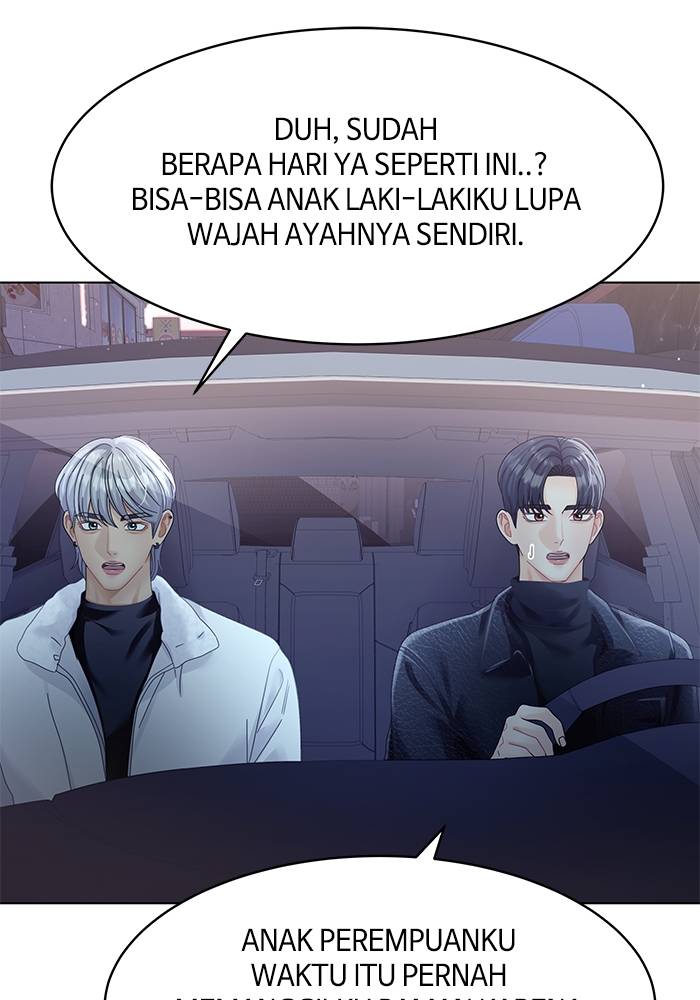 DUH, SUDAH
BERAPA HARI YA SEPERTI INI..?
BISA-BISA ANAK LAKI-LAKIKU LUPA
WAJAH AYAHNYA SENDIRI.
ANAK PEREMPUANKU
WAKTU ITU PERNAH